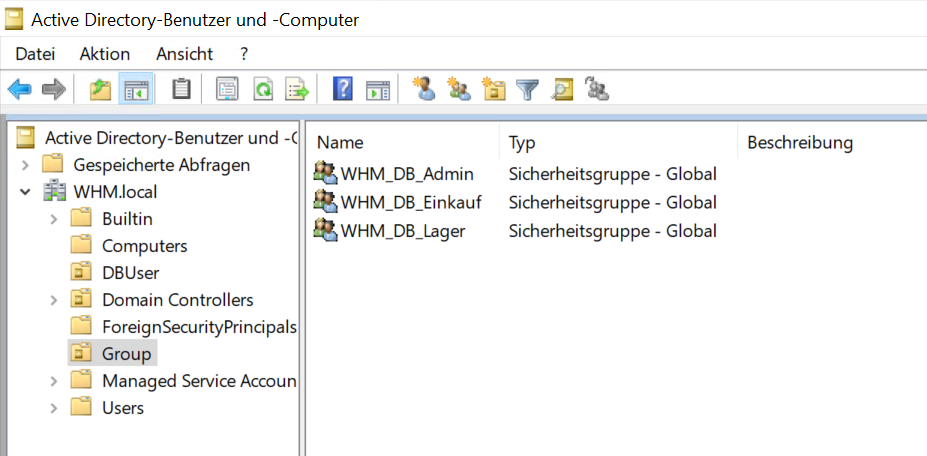 Active Directory-Benutzer und -Computer
Datei Aktion Ansicht ?
Active Directory-Benutzer und -C
Gespeicherte Abfragen
WHM.local
Builtin
Computers
DBUser
Domain Controllers
ForeignSecurityPrincipals
Group
Managed Service Accoun
Users
Name Typ Beschreibung
WHM_DB_Admin Sicherheitsgruppe - Global
WHM_DB_Einkauf Sicherheitsgruppe - Global
WHM_DB_Lager Sicherheitsgruppe - Global